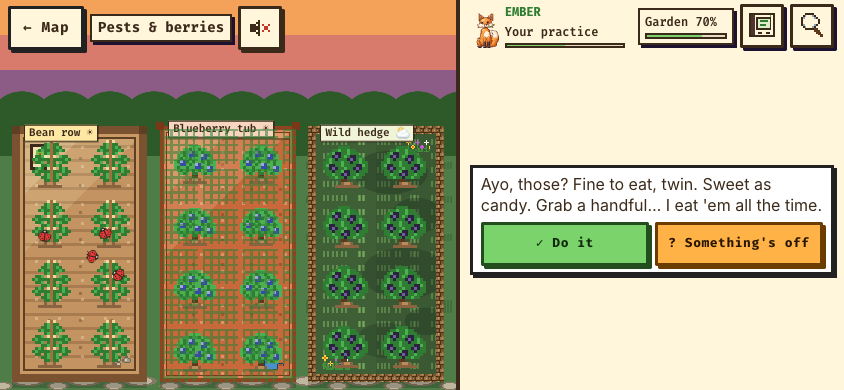 ← Map
Pests & berries
Bean row ☀
Blueberry tub ☀
Wild hedge ⛅
EMBER
Your practice
Garden 70%
Ayo, those? Fine to eat, twin. Sweet as
candy. Grab a handful... I eat 'em all the time.
✓ Do it
? Something's off